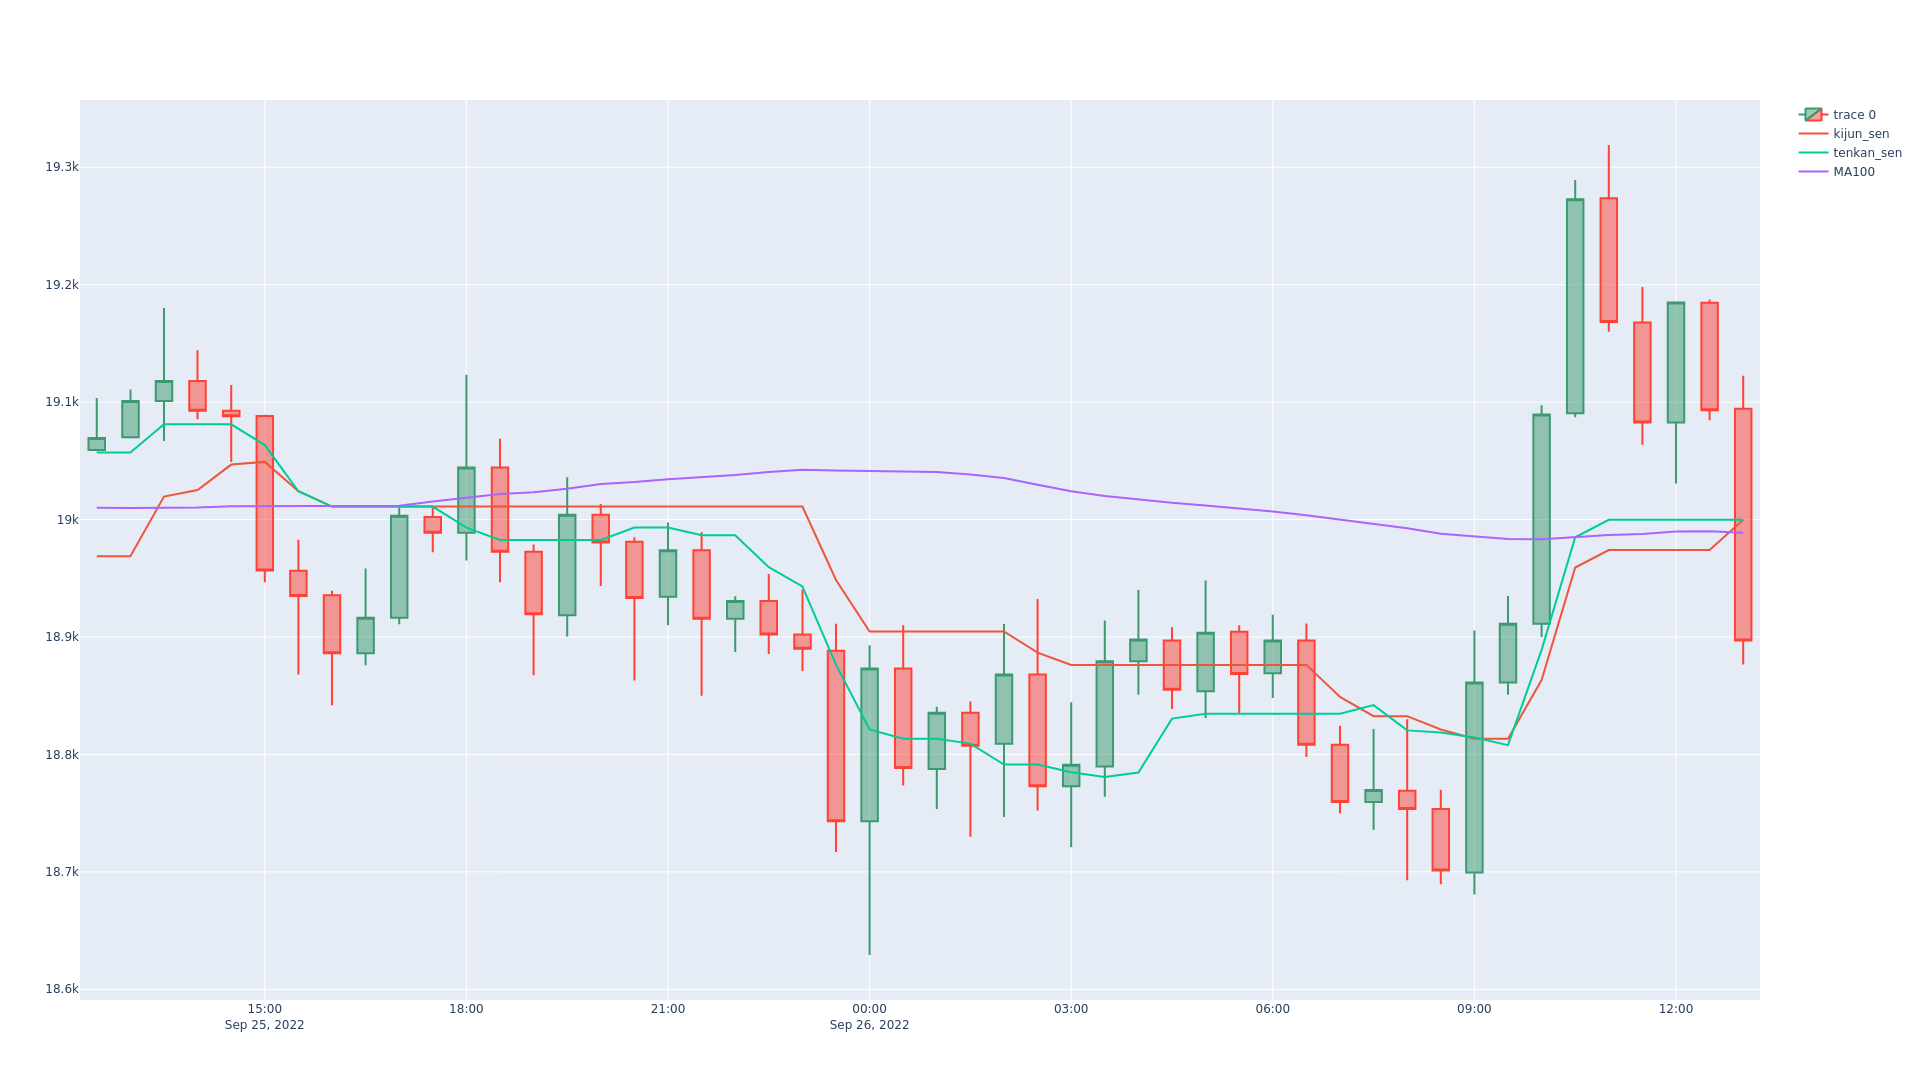 trace 0
kijun_sen
tenkan_sen
MA100
19.3k
19.2k
19.1k
19k
18.9k
18.8k
18.7k
18.6k
15:00 18:00 21:00 00:00 03:00 06:00 09:00 12:00
Sep 25, 2022 Sep 26, 2022